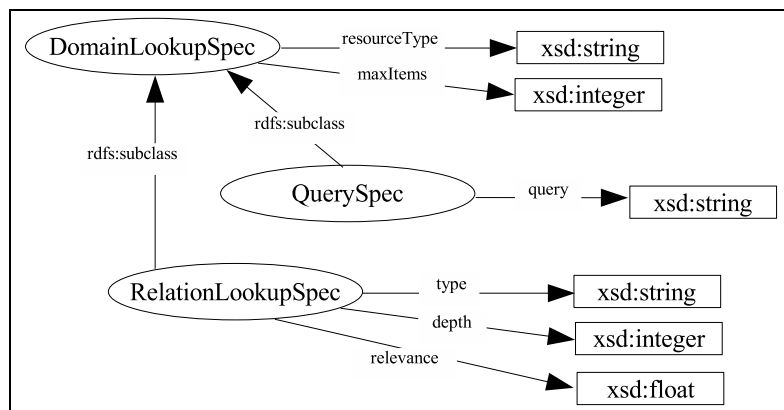 DomainLookupSpec
resourceType
xsd:string
maxItems
xsd:integer
rdfs:subclass
rdfs:subclass
QuerySpec
query
xsd:string
RelationLookupSpec
type
xsd:string
depth
xsd:integer
relevance
xsd:float